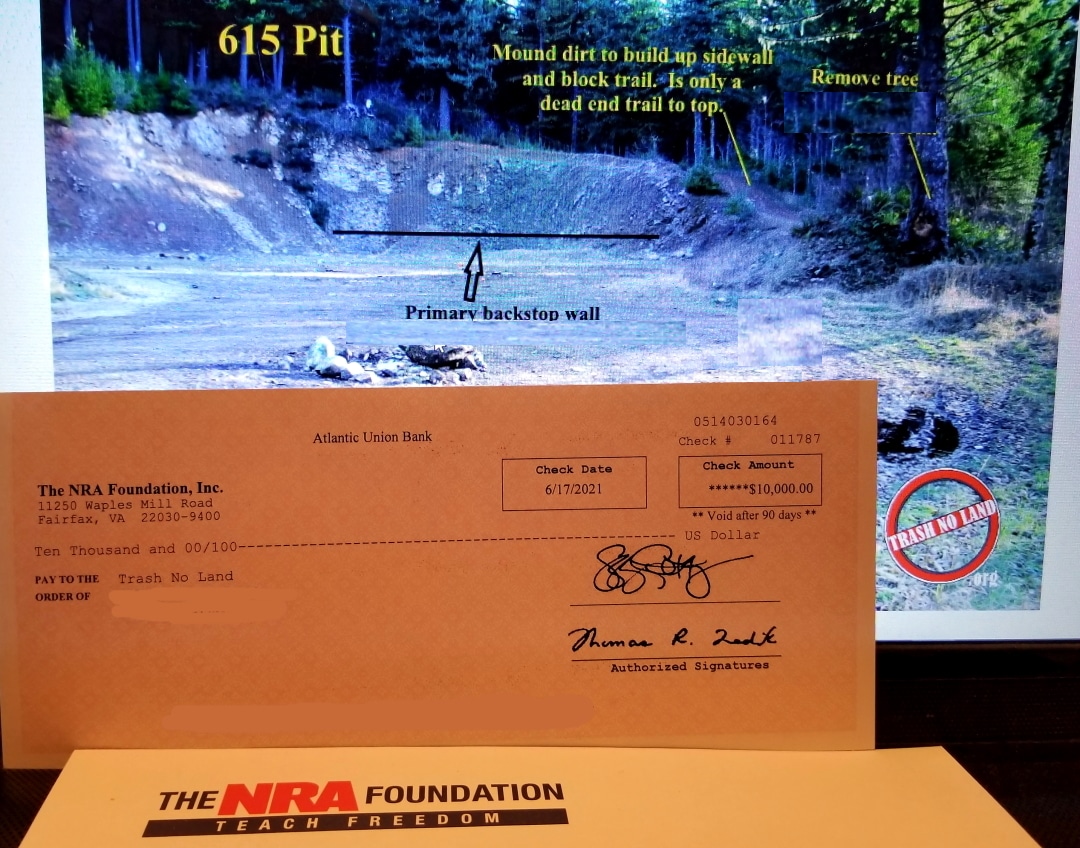 615 Pit
Mound dirt to build up sidewall
and block trail. Is only a
dead end trail to top.
Remove tree
Primary backstop wall
TRASH NO LAND
.org
0514030164
Atlantic Union Bank
Check # 011787
Check Date
6/17/2021
Check Amount
******$10,000.00
** Void after 90 days **
The NRA Foundation, Inc.
11250 Waples Mill Road
Fairfax, VA 22030-9400
Ten Thousand and 00/100------------------------------------------------ US Dollar
PAY TO THE
ORDER OF
Trash No Land
Thomas R. Tedik
Authorized Signatures
THE NRA FOUNDATION
TEACH FREEDOM